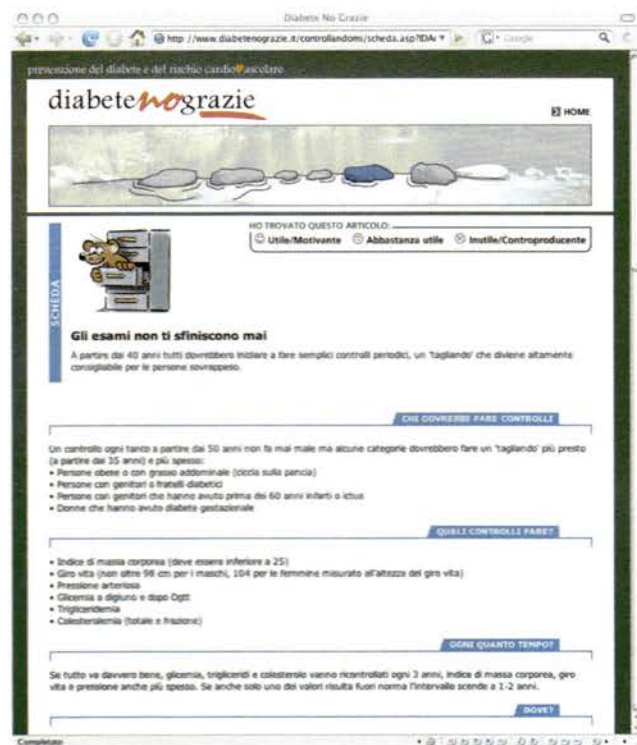 Diabete No Grazie
http://www.diabetenograzie.it/controllandomi/scheda.asp?IDAr
Google
prevenzione del diabete e del rischio cardiovascolare
diabetenograzie
HOME
HO TROVATO QUESTO ARTICOLO:
Utile/Motivante Abbastanza utile Inutile/Controproducente
SCHEDA
Gli esami non ti sfiniscono mai
A partire dai 40 anni tutti dovrebbero iniziare a fare semplici controlli periodici, un 'tagliando' che diviene altamente
consigliabile per le persone sovrappeso.
CHI DOVREBBE FARE CONTROLLI
Un controllo ogni tanto a partire dai 50 anni non fa mai male ma alcune categorie dovrebbero fare un 'tagliando' più presto
(a partire dai 35 anni) e più spesso:
• Persone obese o con grasso addominale (ciccia sulla pancia)
• Persone con genitori o fratelli diabetici
• Persone con genitori che hanno avuto prima dei 60 anni infarti o ictus
• Donne che hanno avuto diabete gestazionale
QUALI CONTROLLI FARE?
• Indice di massa corporea (deve essere inferiore a 25)
• Giro vita (non oltre 98 cm per i maschi, 104 per le femmine misurato all'altezza del giro vita)
• Pressione arteriosa
• Glicemia a digiuno e dopo Ogtt
• Trigliceridemia
• Colesterolemia (totale e frazione)
OGNI QUANTO TEMPO?
Se tutto va davvero bene, glicemia, trigliceridi e colesterolo vanno ricontrollati ogni 3 anni, indice di massa corporea, giro
vita e pressione anche più spesso. Se anche solo uno dei valori risulta fuori norma l'intervallo scende a 1-2 anni.
DOVE?
Completato